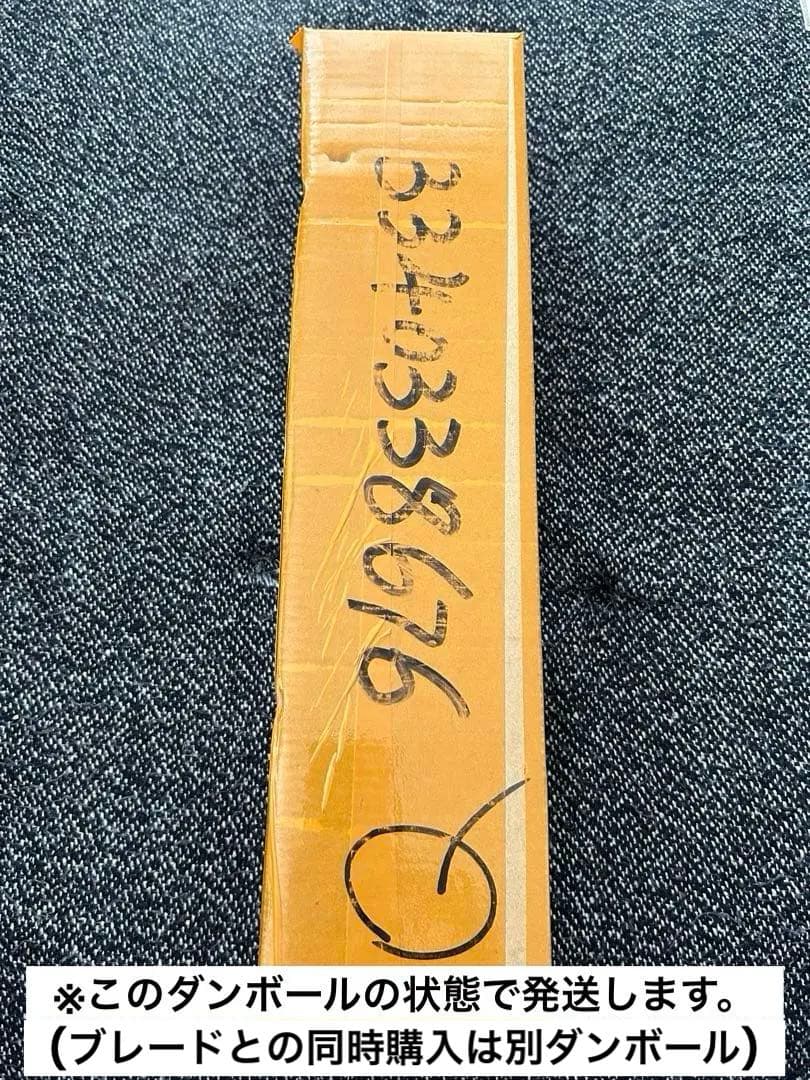 3340338676
Q
※このダンボールの状態で発送します。
(ブレードとの同時購入は別ダンボール)